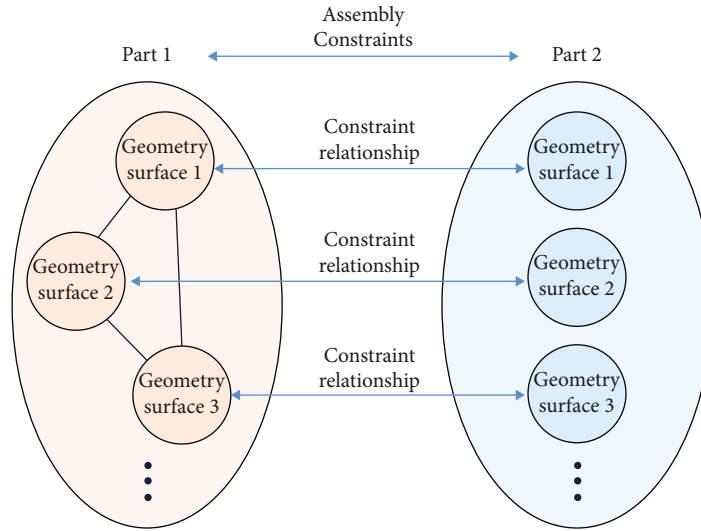 Assembly
Constraints
Part 1
Part 2
Constraint
relationship
Geometry
surface 1
Geometry
surface 1
Constraint
relationship
Geometry
surface 2
Geometry
surface 2
Constraint
relationship
Geometry
surface 3
Geometry
surface 3